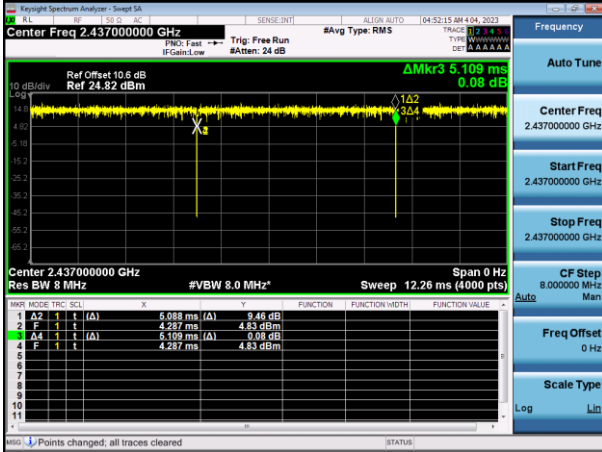 Keysight Spectrum Analyzer - Swept SA
RL RF 50 Ω AC SENSE:INT ALIGN AUTO 04:52:15 AM 4 04, 2023
Center Freq 2.437000000 GHz
PNO: Fast
IFGain:Low
Trig: Free Run
#Atten: 24 dB
#Avg Type: RMS
TRACE 1 2 3 4 5 6
TYPE WWWWWW
DET A A A A A A
Ref Offset 10.6 dB
10 dB/div Ref 24.82 dBm
ΔMkr3 5.109 ms
0.08 dB
Log
14.8
4.82
-5.18
-15.2
-25.2
-35.2
-45.2
-55.2
-65.2
1Δ2
3Δ4
2
Center 2.437000000 GHz Span 0 Hz
Res BW 8 MHz #VBW 8.0 MHz* Sweep 12.26 ms (4000 pts)
MKR MODE TRC SCL X Y FUNCTION FUNCTION WIDTH FUNCTION VALUE
1 Δ2 1 t (Δ) 5.088 ms (Δ) 9.46 dB
2 F 1 t 4.287 ms 4.83 dBm
3 Δ4 1 t (Δ) 5.109 ms (Δ) 0.08 dB
4 F 1 t 4.287 ms 4.83 dBm
5
6
7
8
9
10
11
MSG Points changed; all traces cleared STATUS
Frequency
Auto Tune
Center Freq
2.437000000 GHz
Start Freq
2.437000000 GHz
Stop Freq
2.437000000 GHz
CF Step
8.000000 MHz
Auto Man
Freq Offset
0 Hz
Scale Type
Log Lin